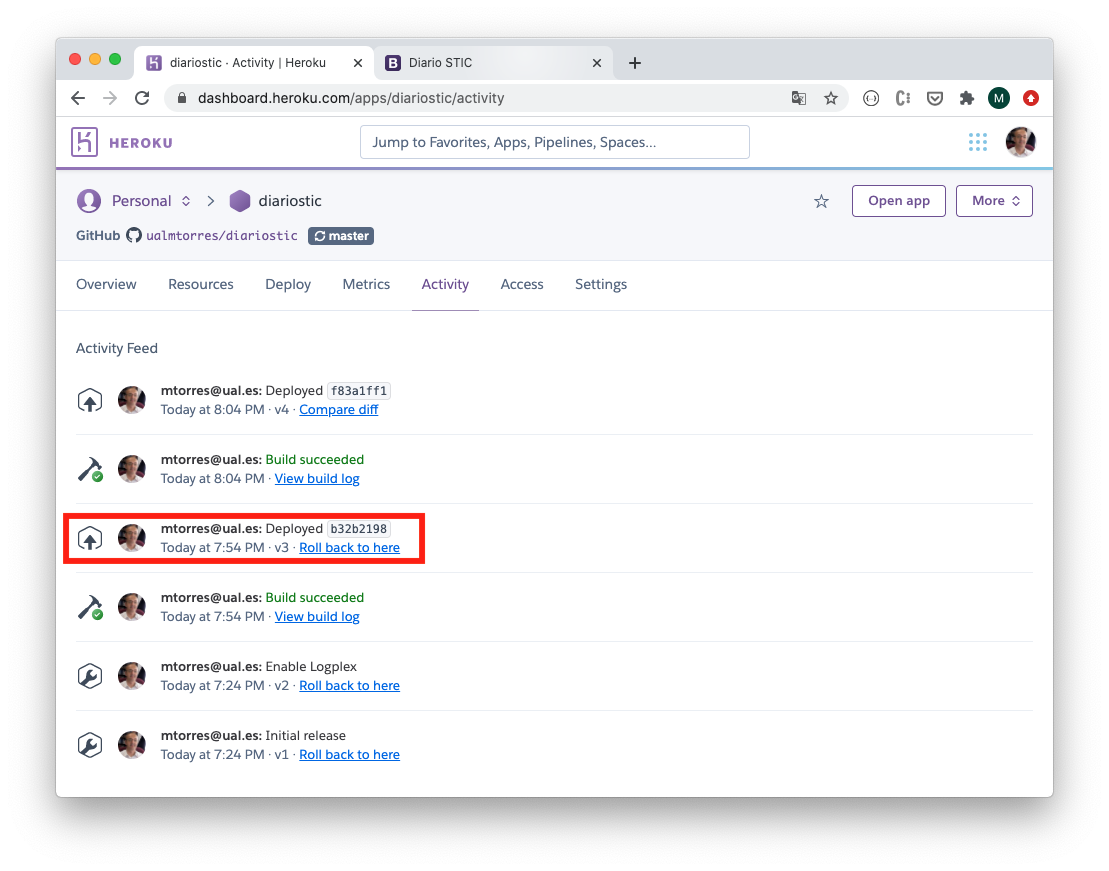 diariostic · Activity | Heroku
Diario STIC
dashboard.heroku.com/apps/diariostic/activity
M
HEROKU
Jump to Favorites, Apps, Pipelines, Spaces...
Personal
diariostic
Open app
More
GitHub ualmtorres/diariostic master
Overview Resources Deploy Metrics Activity Access Settings
Activity Feed
mtorres@ual.es: Deployed f83a1ff1
Today at 8:04 PM · v4 · Compare diff
mtorres@ual.es: Build succeeded
Today at 8:04 PM · View build log
mtorres@ual.es: Deployed b32b2198
Today at 7:54 PM · v3 · Roll back to here
mtorres@ual.es: Build succeeded
Today at 7:54 PM · View build log
mtorres@ual.es: Enable Logplex
Today at 7:24 PM · v2 · Roll back to here
mtorres@ual.es: Initial release
Today at 7:24 PM · v1 · Roll back to here